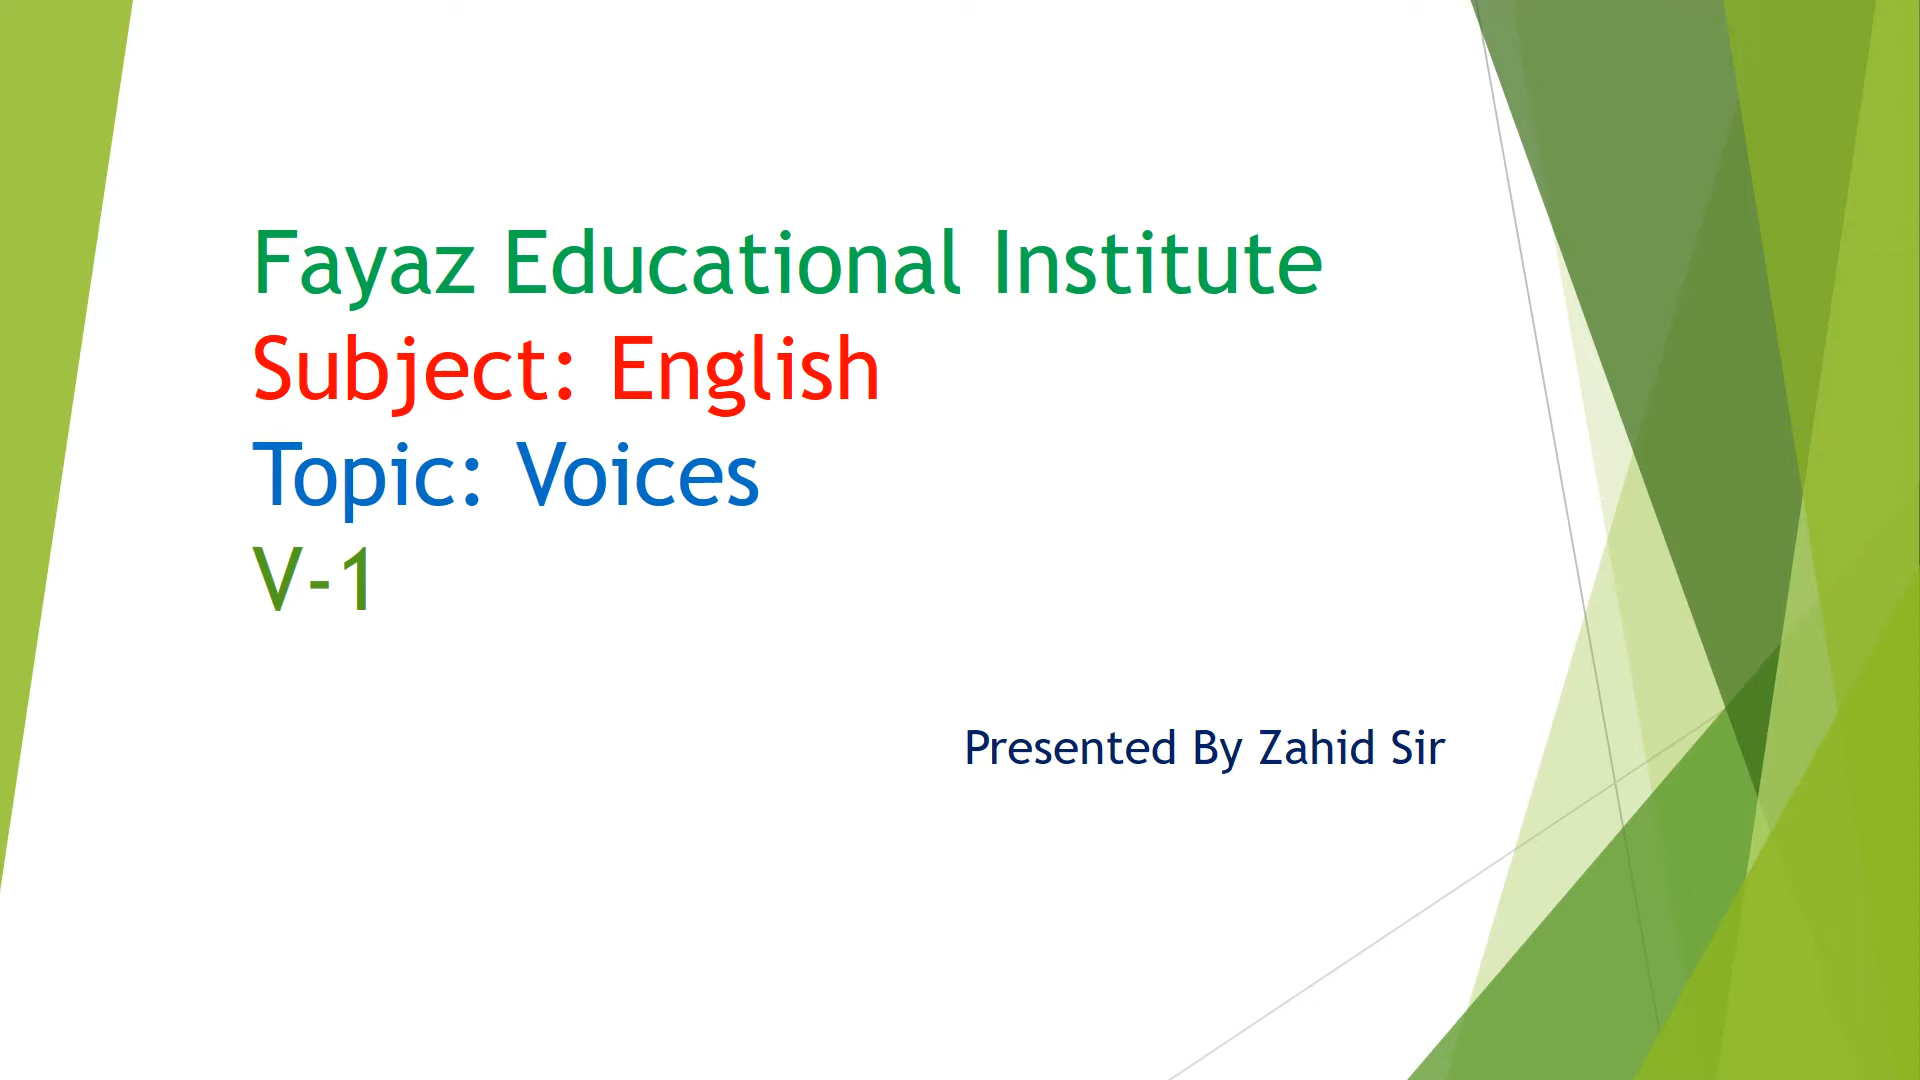 Fayaz Educational Institute
Subject: English
Topic: Voices
V-1
Presented By Zahid Sir